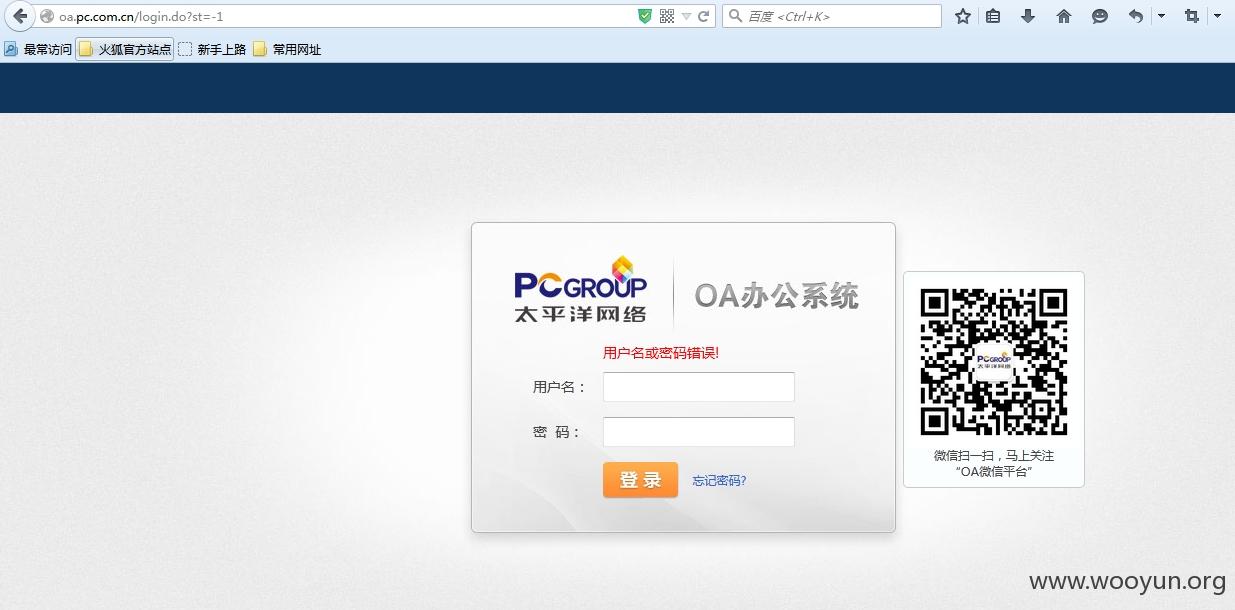 oa.pc.com.cn/login.do?st=-1
百度 <Ctrl+K>
最常访问 火狐官方站点 新手上路 常用网址
PCGROUP
太平洋网络
OA办公系统
用户名或密码错误!
用户名：
密 码：
登 录 忘记密码?
PCGROUP
太平洋网络
微信扫一扫，马上关注
“OA微信平台”
www.wooyun.org